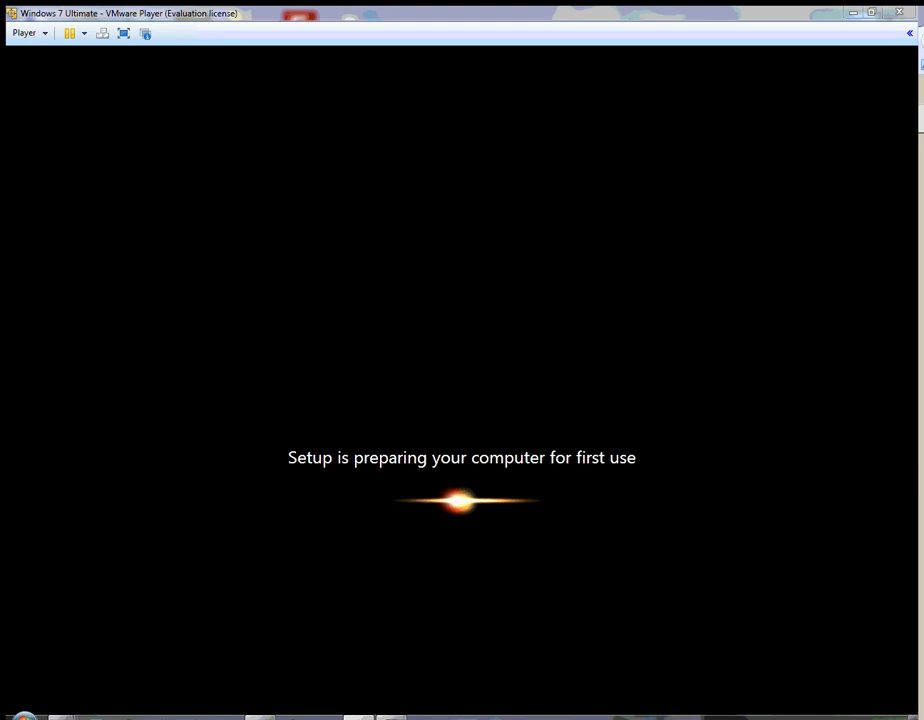 Windows 7 Ultimate - VMware Player (Evaluation license)
Player
Setup is preparing your computer for first use